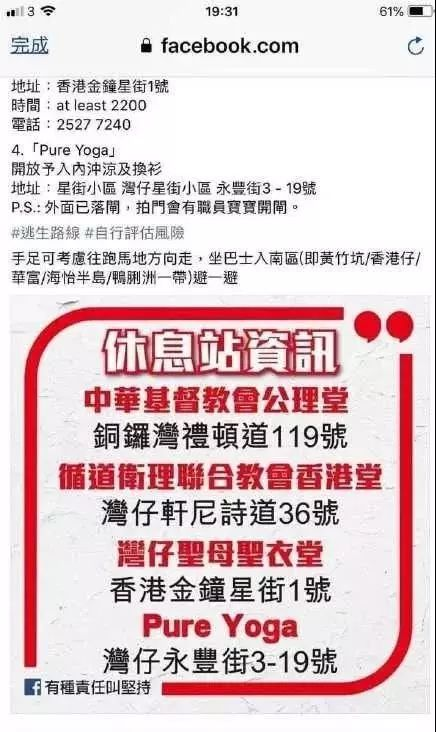 3 19:31 61%
完成 facebook.com
地址：香港金鐘星街1號
時間：at least 2200
電話：2527 7240
4.「Pure Yoga」
開放予入內沖涼及換衫
地址：星街小區 灣仔星街小區 永豐街3 - 19號
P.S.: 外面已落閘，拍門會有職員寶寶開閘。
#逃生路線 #自行評估風險
手足可考慮往跑馬地方向走，坐巴士入南區(即黃竹坑/香港仔/
華富/海怡半島/鴨脷洲一帶)避一避
休息站資訊
中華基督教會公理堂
銅鑼灣禮頓道119號
循道衛理聯合教會香港堂
灣仔軒尼詩道36號
灣仔聖母聖衣堂
香港金鐘星街1號
Pure Yoga
灣仔永豐街3-19號
f 有種責任叫堅持